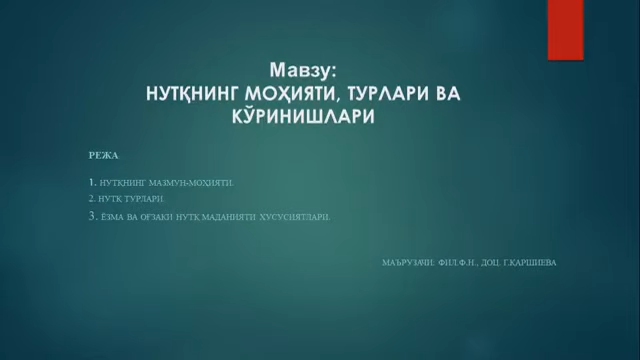 Мавзу:
НУТҚНИНГ МОҲИЯТИ, ТУРЛАРИ ВА
КЎРИНИШЛАРИ
РЕЖА:
1. НУТҚНИНГ МАЗМУН-МОҲИЯТИ.
2. НУТҚ ТУРЛАРИ.
3. ЁЗМА ВА ОҒЗАКИ НУТҚ МАДАНИЯТИ ХУСУСИЯТЛАРИ.
МАЪРУЗАЧИ: ФИЛ.Ф.Н., ДОЦ. Г.ҚАРШИЕВА